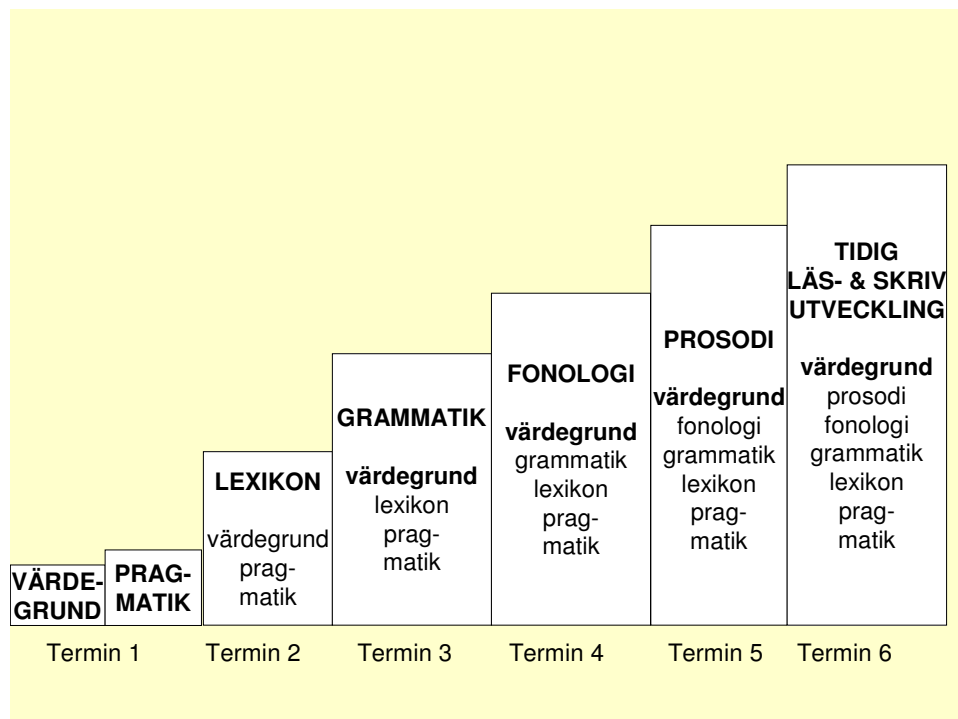 VÄRDE-
GRUND
PRAG-
MATIK
LEXIKON
värdegrund
prag-
matik
GRAMMATIK
värdegrund
lexikon
prag-
matik
FONOLOGI
värdegrund
grammatik
lexikon
prag-
matik
PROSODI
värdegrund
fonologi
grammatik
lexikon
prag-
matik
TIDIG
LÄS- & SKRIV
UTVECKLING
värdegrund
prosodi
fonologi
grammatik
lexikon
prag-
matik
Termin 1 Termin 2 Termin 3 Termin 4 Termin 5 Termin 6